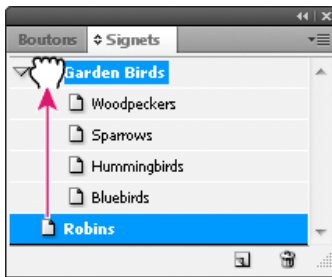 Boutons Signets
Garden Birds
Woodpeckers
Sparrows
Hummingbirds
Bluebirds
Robins